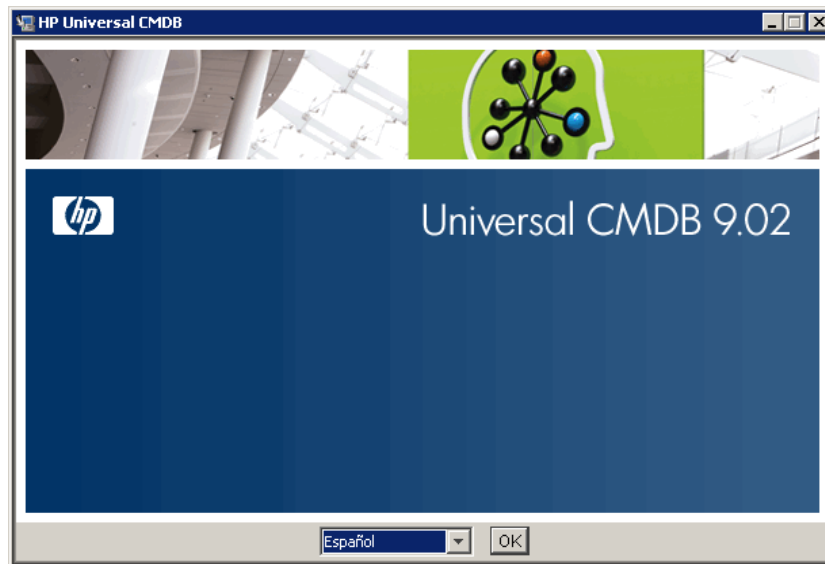 HP Universal CMDB
hp
Universal CMDB 9.02
Español
OK